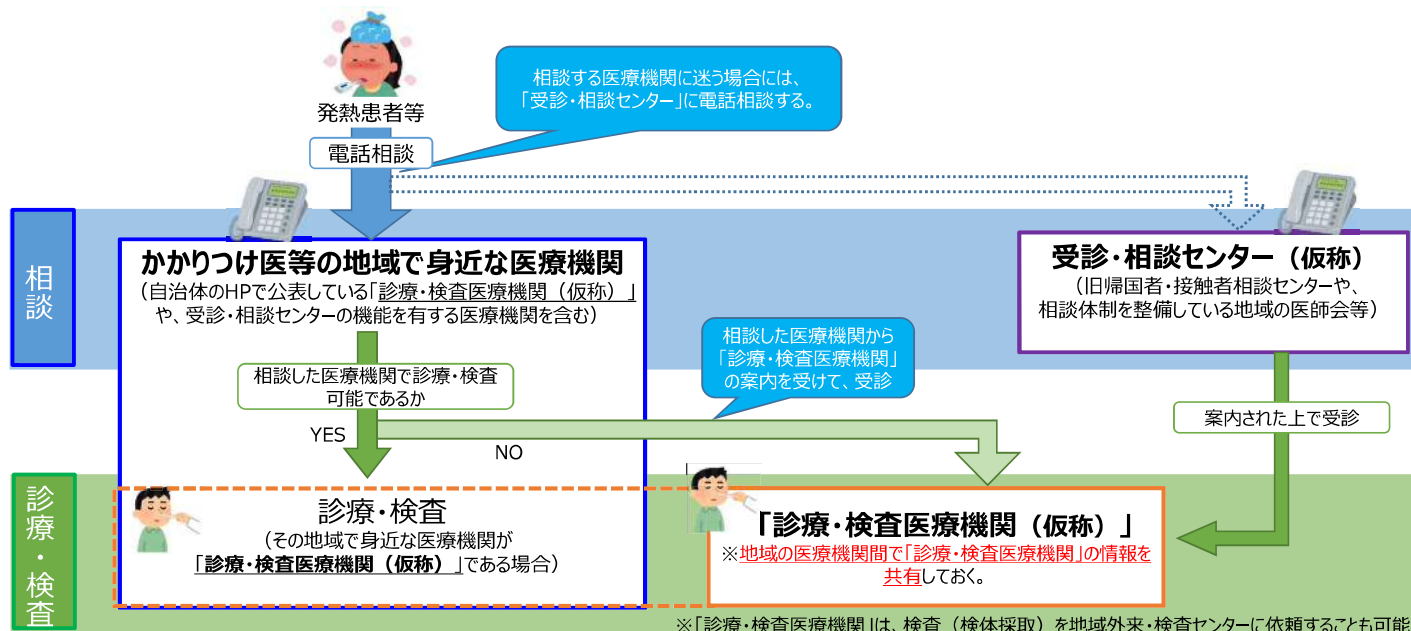 発熱患者等
電話相談
相談する医療機関に迷う場合には、
「受診・相談センター」に電話相談する。
相談
かかりつけ医等の地域で身近な医療機関
（自治体のHPで公表している「診療・検査医療機関（仮称）」
や、受診・相談センターの機能を有する医療機関を含む）
受診・相談センター（仮称）
（旧帰国者・接触者相談センターや、
相談体制を整備している地域の医師会等）
相談した医療機関から
「診療・検査医療機関」
の案内を受けて、受診
相談した医療機関で診療・検査
可能であるか
YES
NO
案内された上で受診
診療・検査
診療・検査
（その地域で身近な医療機関が
「診療・検査医療機関（仮称）」である場合）
「診療・検査医療機関（仮称）」
※地域の医療機関間で「診療・検査医療機関」の情報を
共有しておく。
※「診療・検査医療機関」は、検査（検体採取）を地域外来・検査センターに依頼することも可能